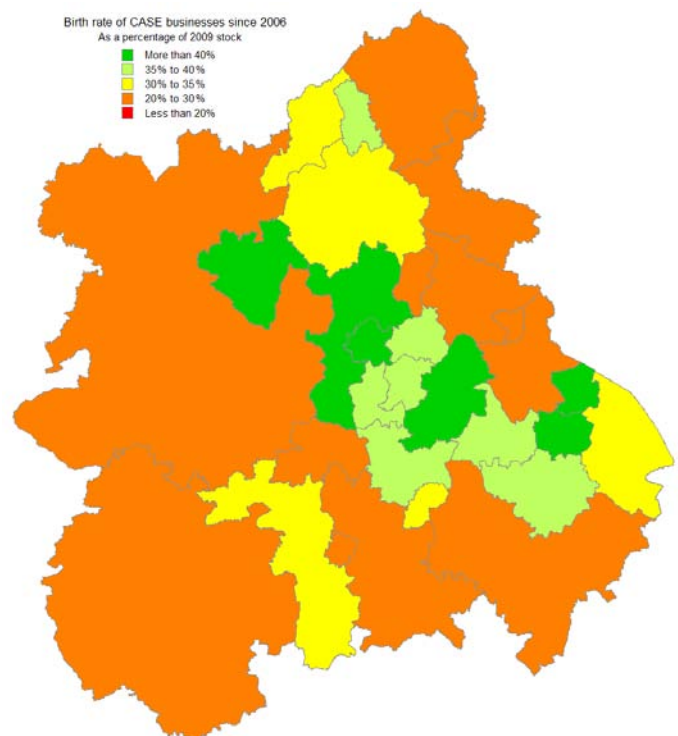 Birth rate of CASE businesses since 2006
As a percentage of 2009 stock
More than 40%
35% to 40%
30% to 35%
20% to 30%
Less than 20%